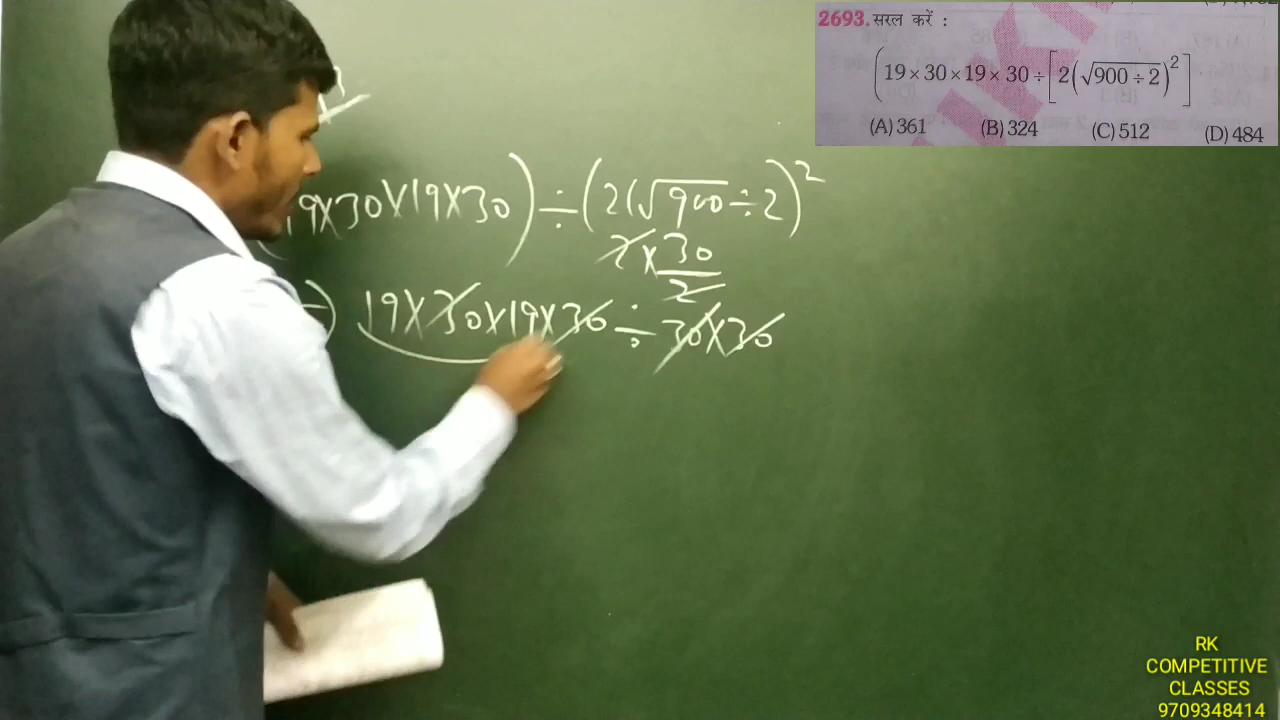 2693. सरल करें :
(19×30×19×30÷[2(√900÷2)²]
(A) 361 (B) 324 (C) 512 (D) 484
19×30×19×30)÷(2(√900÷2)²
2×30/2
19×30×19×30÷30×30
RK
COMPETITIVE
CLASSES
9709348414